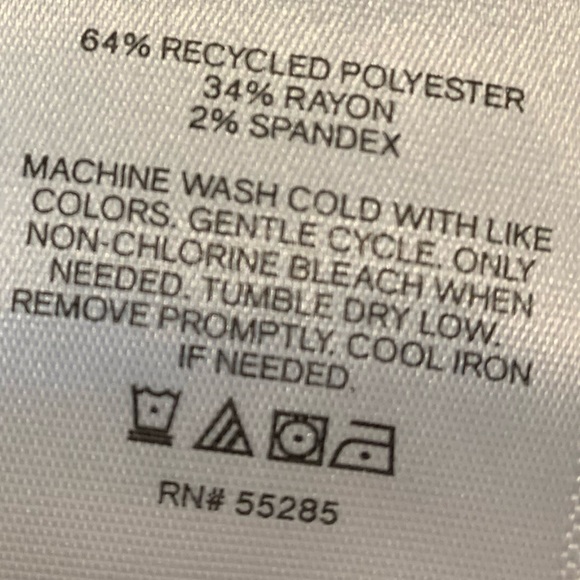 64% RECYCLED POLYESTER
34% RAYON
2% SPANDEX
MACHINE WASH COLD WITH LIKE
COLORS. GENTLE CYCLE. ONLY
NON-CHLORINE BLEACH WHEN
NEEDED. TUMBLE DRY LOW.
REMOVE PROMPTLY. COOL IRON
IF NEEDED.
RN# 55285